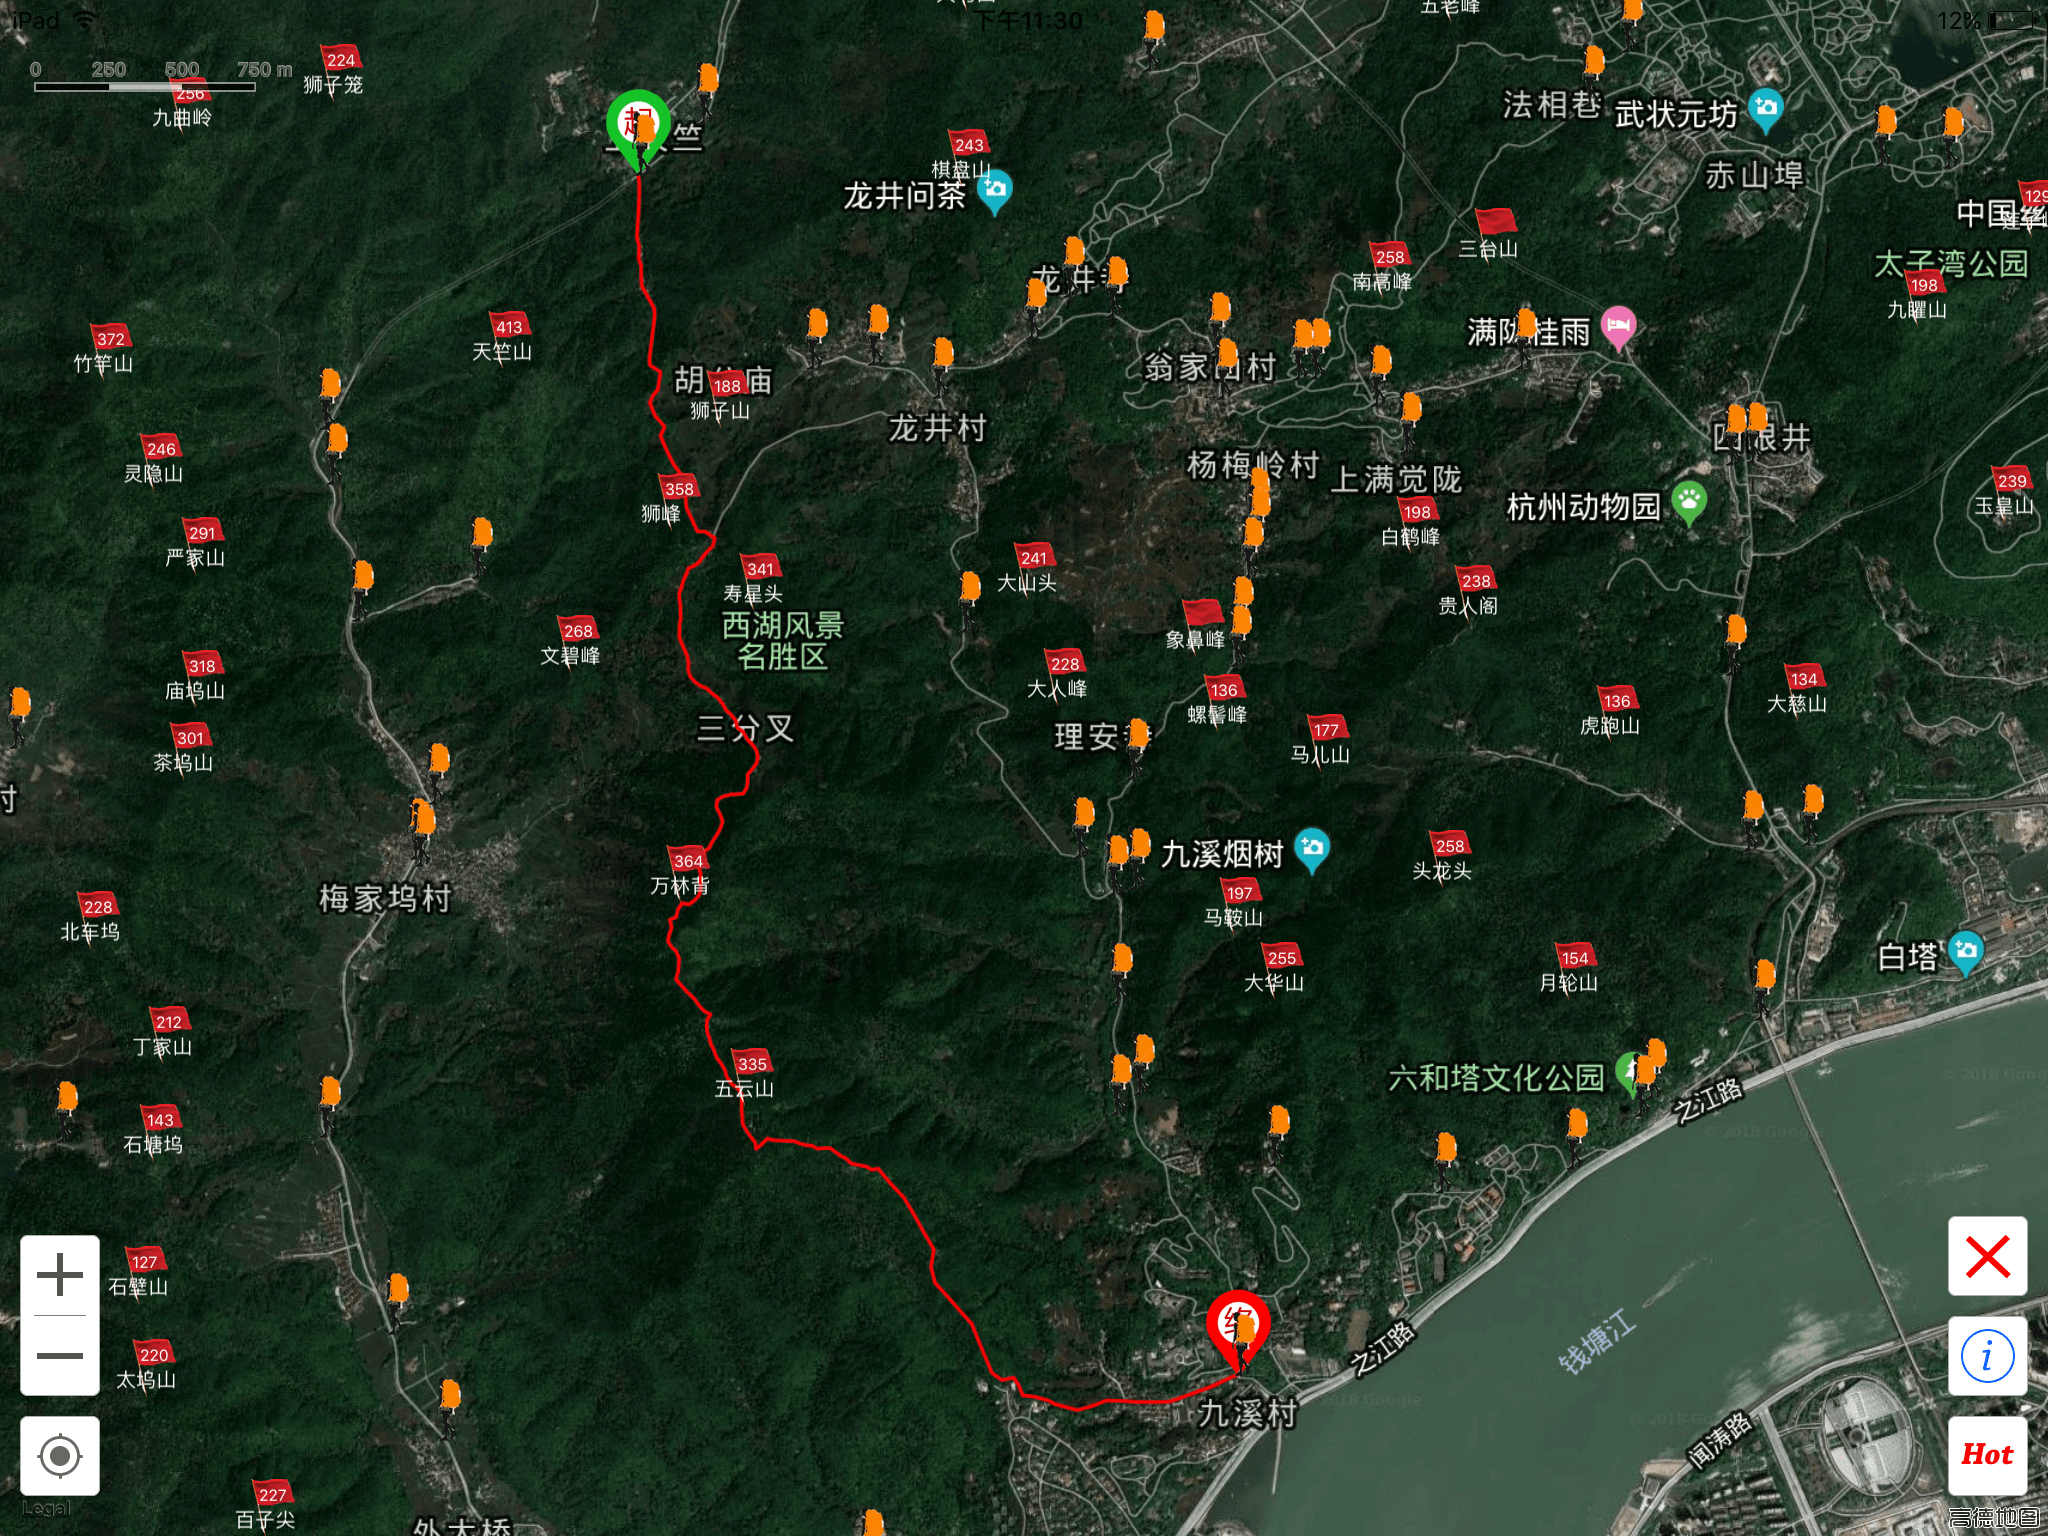 iPad
下午11:30
12%
五老峰
0 250 500 750 m
224
狮子笼
256
九曲岭
法相巷
武状元坊
赤山埠
243
棋盘山
龙井问茶
129
中国丝
太子湾公园
198
九曜山
三台山
258
南高峰
龙井寺
满陇桂雨
413
天竺山
372
竹竿山
胡公庙
188
狮子山
翁家山村
龙井村
四眼井
246
灵隐山
杨梅岭村
上满觉陇
杭州动物园
239
玉皇山
358
狮峰
198
白鹤峰
291
严家山
341
寿星头
241
大山头
238
贵人阁
268
文碧峰
西湖风景
名胜区
象鼻峰
318
庙坞山
228
大人峰
136
螺髻峰
136
虎跑山
134
大慈山
301
茶坞山
三分叉
理安寺
177
马儿山
村
364
万林背
九溪烟树
258
头龙头
梅家坞村
197
马鞍山
228
北车坞
255
大华山
154
月轮山
白塔
212
丁家山
335
五云山
六和塔文化公园
之江路
143
石塘坞
127
石壁山
220
太坞山
之江路
钱塘江
九溪村
闻涛路
i
Hot
Legal
227
百子尖
外大桥
高德地图